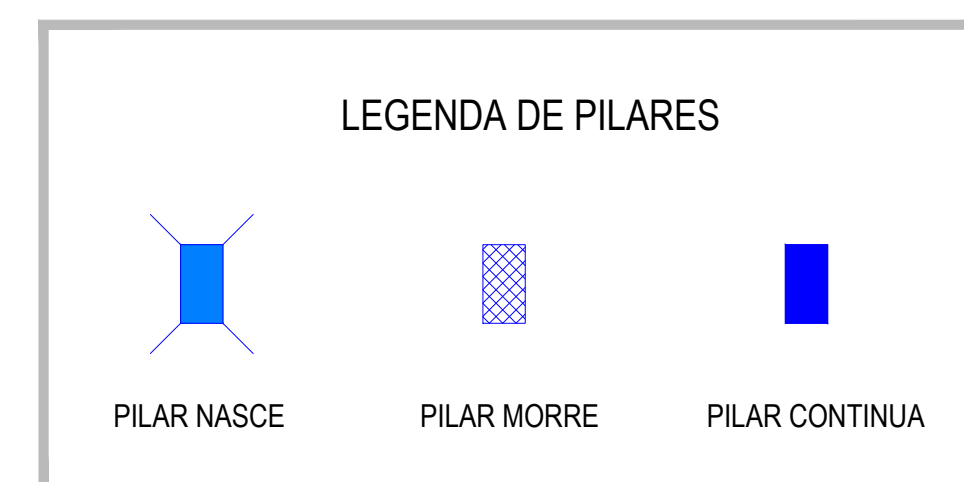 LEGENDA DE PILARES
PILAR NASCE
PILAR MORRE
PILAR CONTINUA